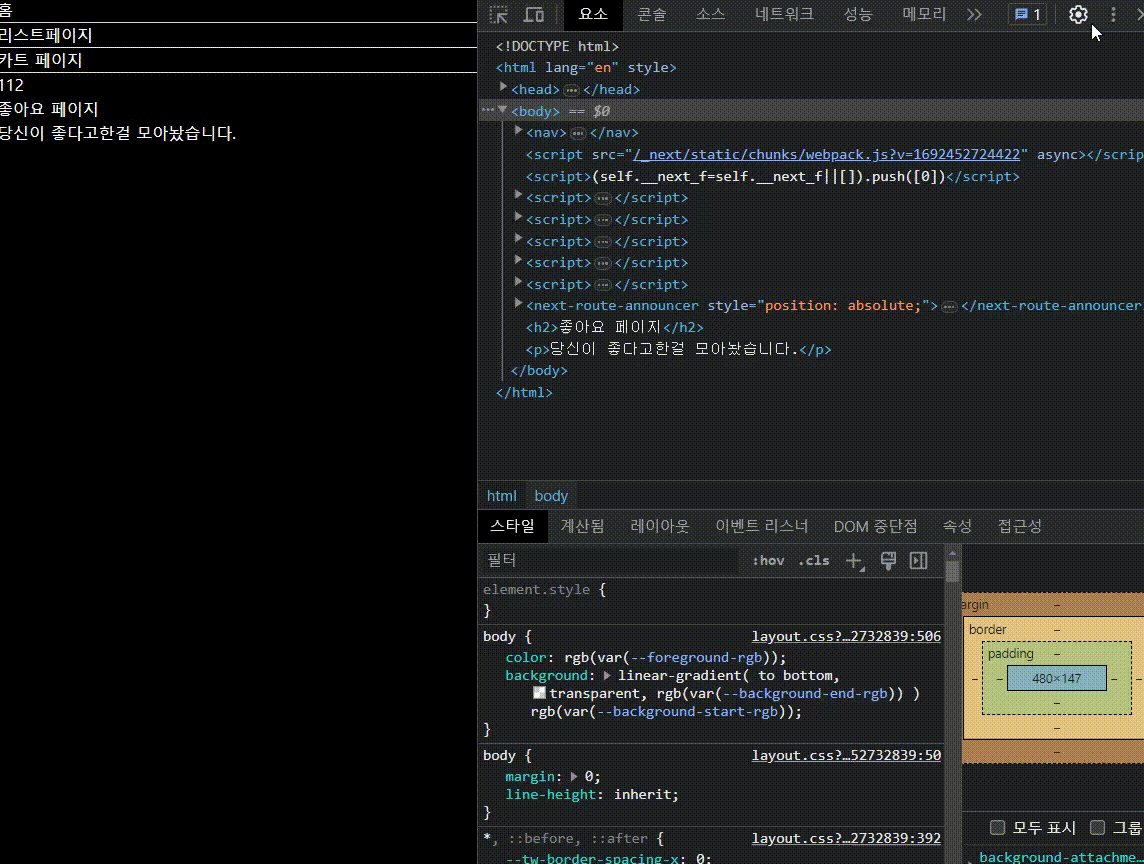 홈
리스트페이지
카트 페이지
112
좋아요 페이지
당신이 좋다고한걸 모아놨습니다.
요소 콘솔 소스 네트워크 성능 메모리 1
<!DOCTYPE html>
<html lang="en" style>
<head> … </head>
… <body> == $0
<nav> … </nav>
<script src="/_next/static/chunks/webpack.js?v=1692452724422" async></scrip
<script>(self.__next_f=self.__next_f||[]).push([0])</script>
<script> … </script>
<script> … </script>
<script> … </script>
<script> … </script>
<script> … </script>
<next-route-announcer style="position: absolute;"> … </next-route-announcer
<h2>좋아요 페이지</h2>
<p>당신이 좋다고한걸 모아놨습니다.</p>
</body>
</html>
html body
스타일 계산됨 레이아웃 이벤트 리스너 DOM 중단점 속성 접근성
필터 :hov .cls
element.style {
}
body { layout.css?…2732839:506
color: rgb(var(--foreground-rgb));
background: linear-gradient( to bottom,
transparent, rgb(var(--background-end-rgb)) )
rgb(var(--background-start-rgb));
}
body { layout.css?…52732839:50
margin: 0;
line-height: inherit;
}
*, ::before, ::after { layout.css?…2732839:392
--tw-border-spacing-x: 0;
argin –
border –
padding –
– – 480×147 – –
–
–
–
모두 표시 그룹
background-attachme…